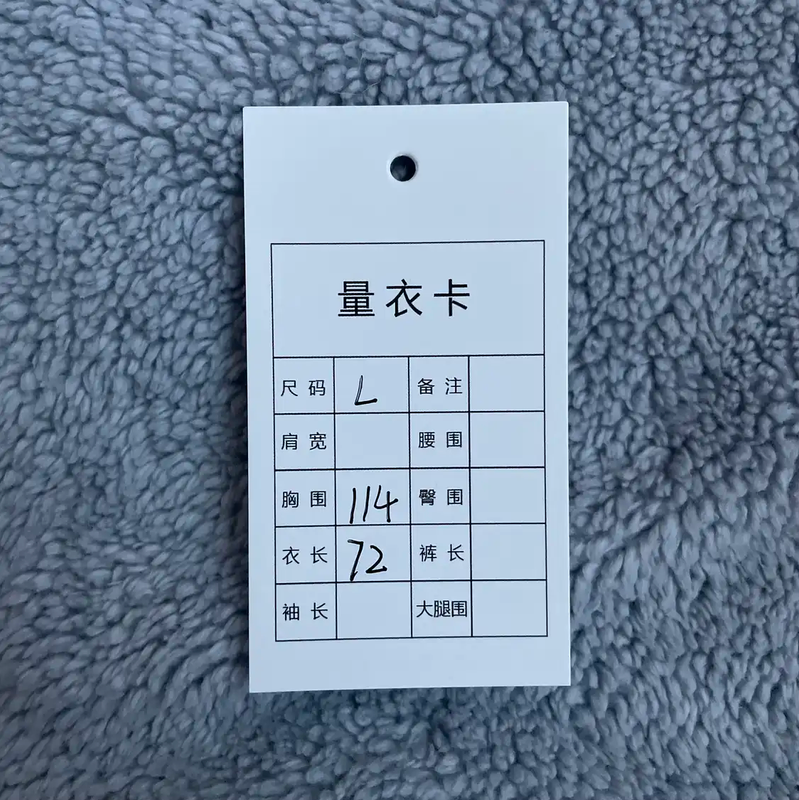 量衣卡
尺码 L 备注
肩宽 腰围
胸围 114 臀围
衣长 72 裤长
袖长 大腿围